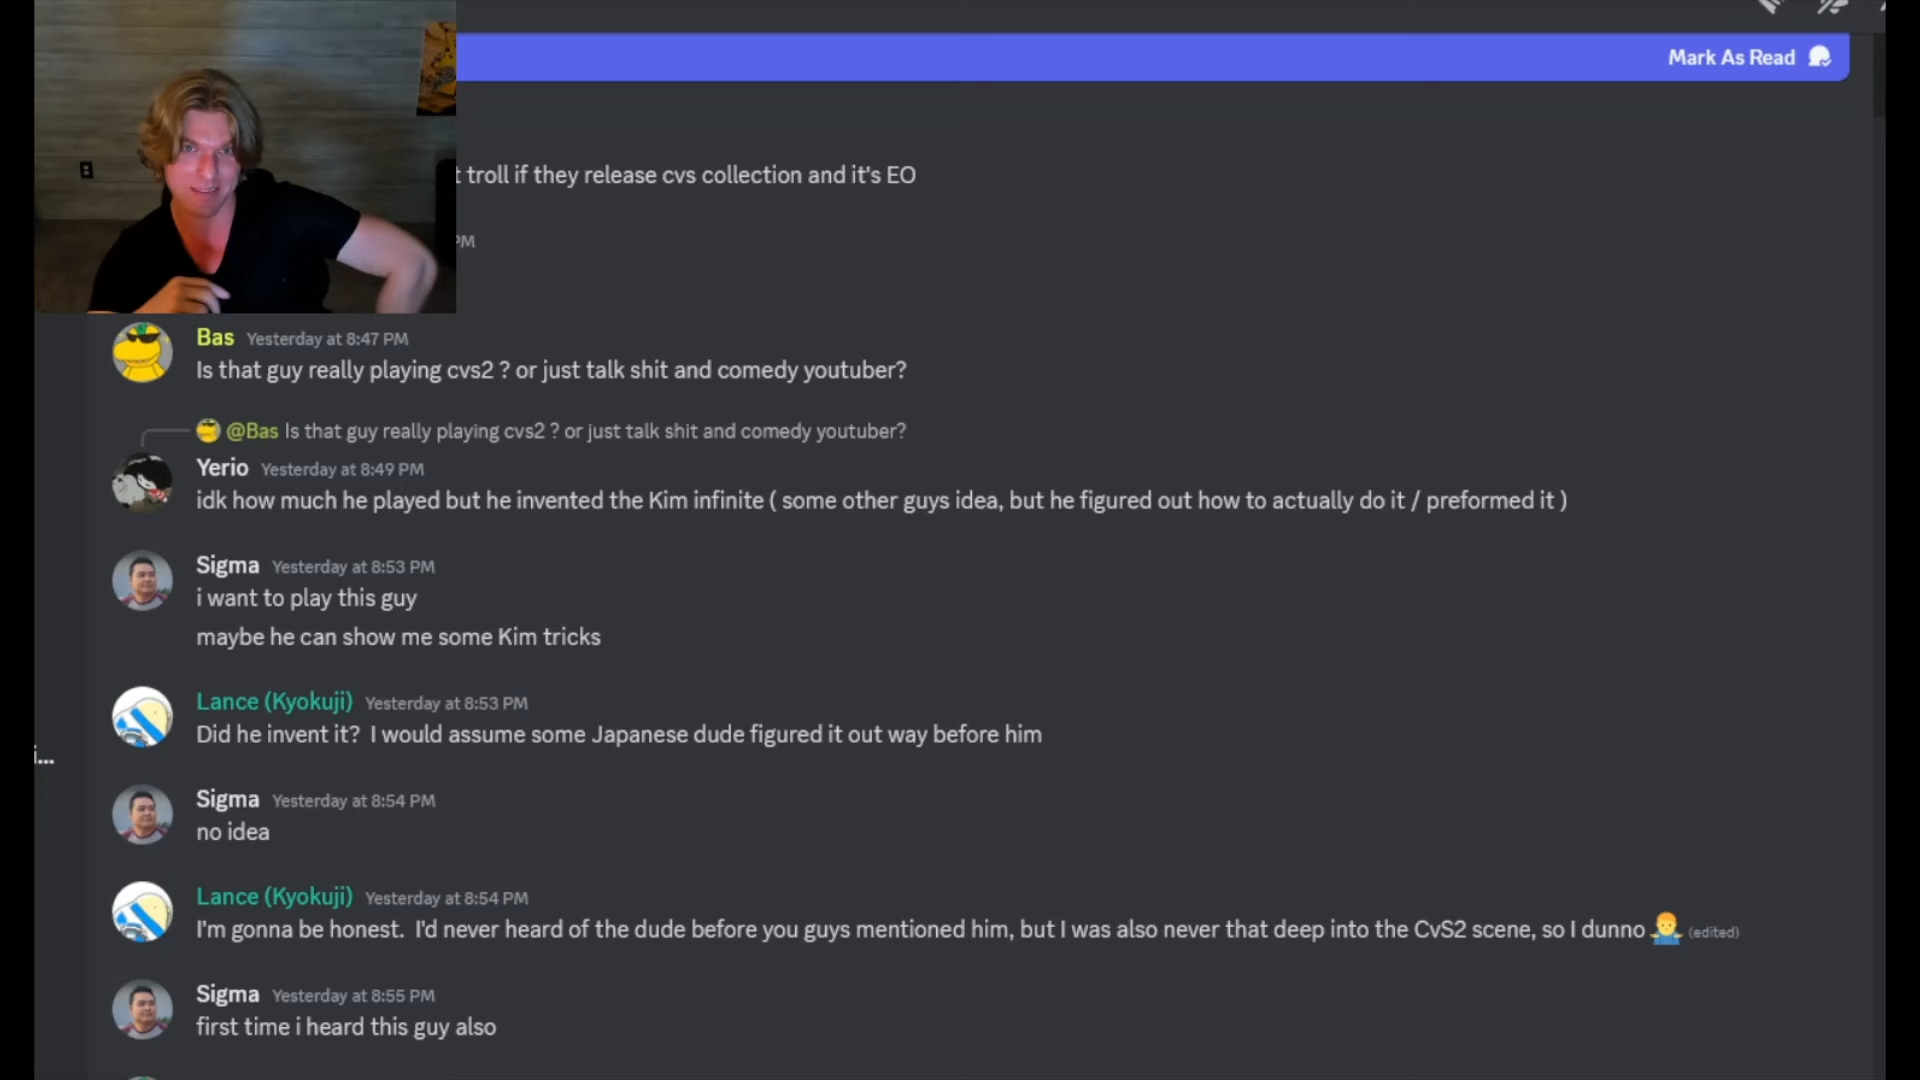 Mark As Read
t troll if they release cvs collection and it's EO
PM
Bas Yesterday at 8:47 PM
Is that guy really playing cvs2 ? or just talk shit and comedy youtuber?
@Bas Is that guy really playing cvs2 ? or just talk shit and comedy youtuber?
Yerio Yesterday at 8:49 PM
idk how much he played but he invented the Kim infinite ( some other guys idea, but he figured out how to actually do it / preformed it )
Sigma Yesterday at 8:53 PM
i want to play this guy
maybe he can show me some Kim tricks
Lance (Kyokuji) Yesterday at 8:53 PM
Did he invent it? I would assume some Japanese dude figured it out way before him
i...
Sigma Yesterday at 8:54 PM
no idea
Lance (Kyokuji) Yesterday at 8:54 PM
I'm gonna be honest. I'd never heard of the dude before you guys mentioned him, but I was also never that deep into the CvS2 scene, so I dunno 🤷‍♂️ (edited)
Sigma Yesterday at 8:55 PM
first time i heard this guy also